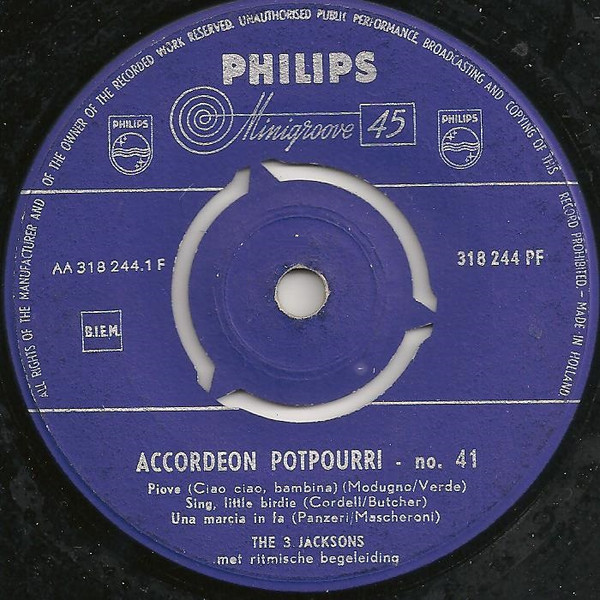 ALL RIGHTS OF THE MANUFACTURER AND OF THE OWNER OF THE RECORDED WORK RESERVED. UNAUTHORISED PUBLIC PERFORMANCE, BROADCASTING AND COPYING OF THIS RECORD PROHIBITED. - MADE IN HOLLAND
PHILIPS
Minigroove 45
PHILIPS
PHILIPS
AA 318 244.1 F
318 244 PF
B.I.E.M.
ACCORDEON POTPOURRI - no. 41
Piove (Ciao ciao, bambina) (Modugno/Verde)
Sing, little birdie (Cordell/Butcher)
Una marcia in fa (Panzeri/Mascheroni)
THE 3 JACKSONS
met ritmische begeleiding